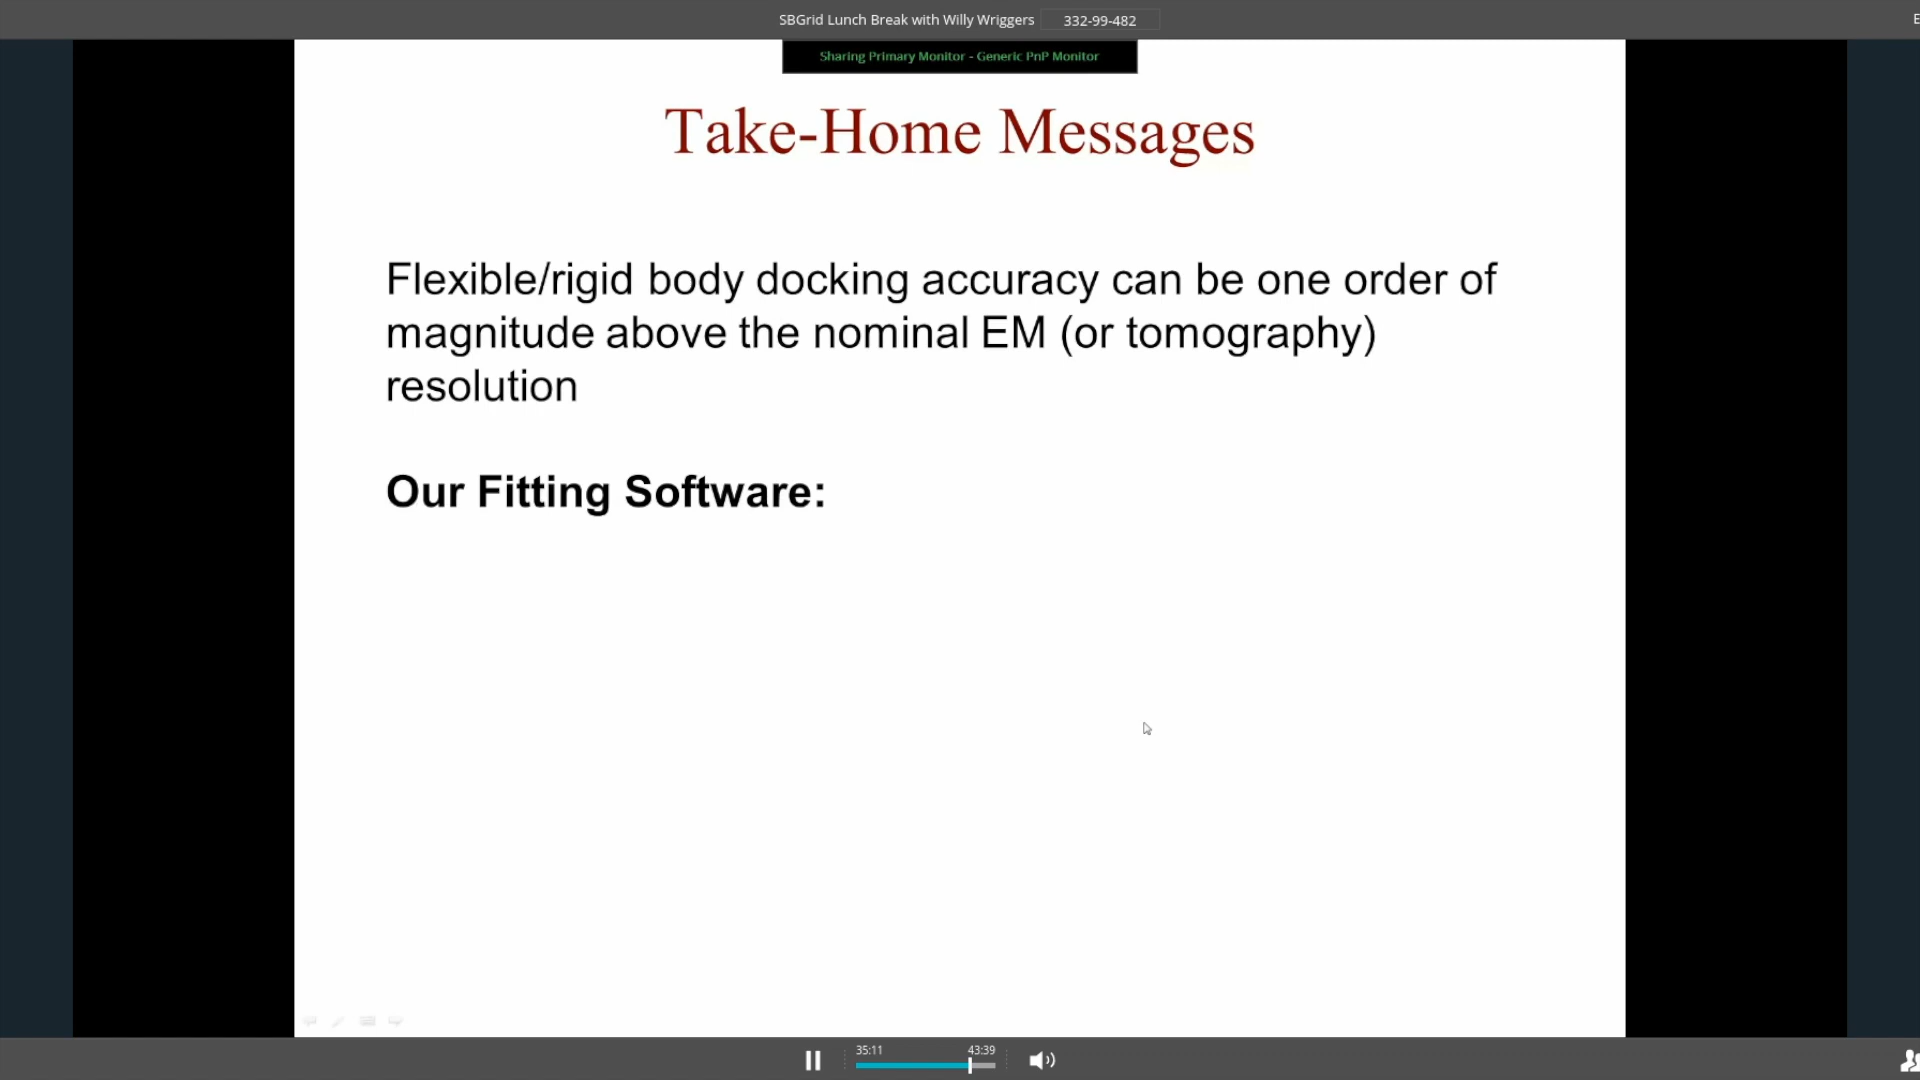 SBGrid Lunch Break with Willy Wriggers 332-99-482 E
Sharing Primary Monitor - Generic PnP Monitor
Take-Home Messages
Flexible/rigid body docking accuracy can be one order of
magnitude above the nominal EM (or tomography)
resolution
Our Fitting Software:
35:11 43:39